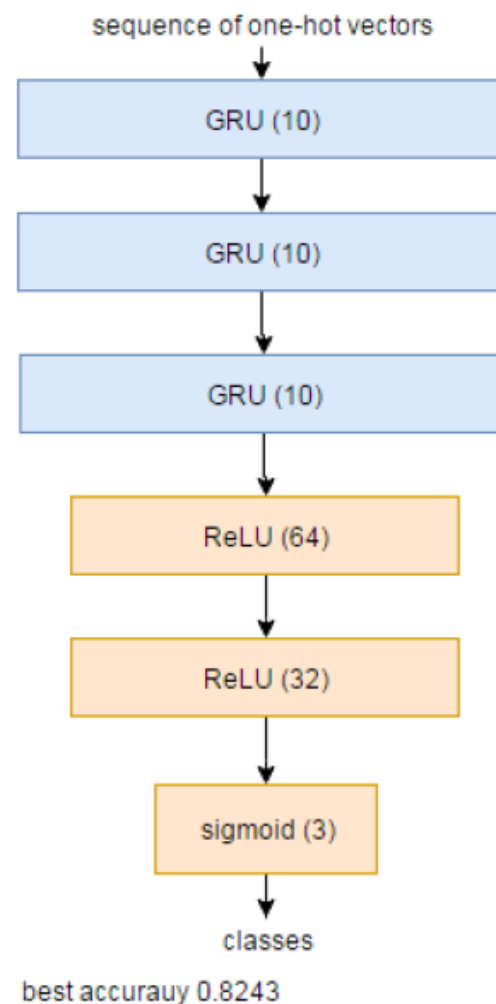 sequence of one-hot vectors
GRU (10)
GRU (10)
GRU (10)
ReLU (64)
ReLU (32)
sigmoid (3)
classes
best accurauy 0.8243